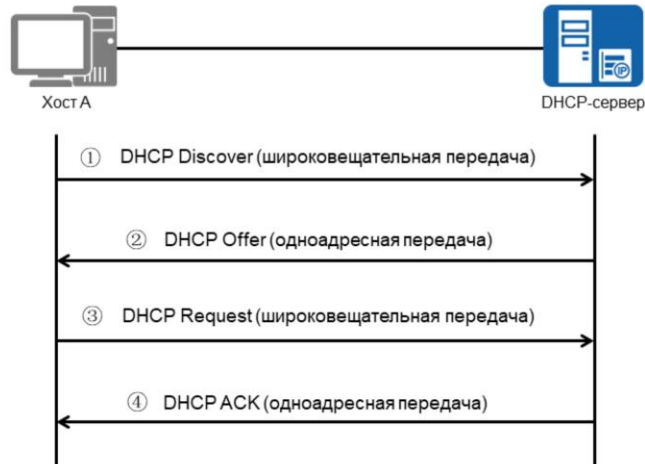 IP
Хост А
DHCP-сервер
① DHCP Discover (широковещательная передача)
② DHCP Offer (одноадресная передача)
③ DHCP Request (широковещательная передача)
④ DHCP ACK (одноадресная передача)